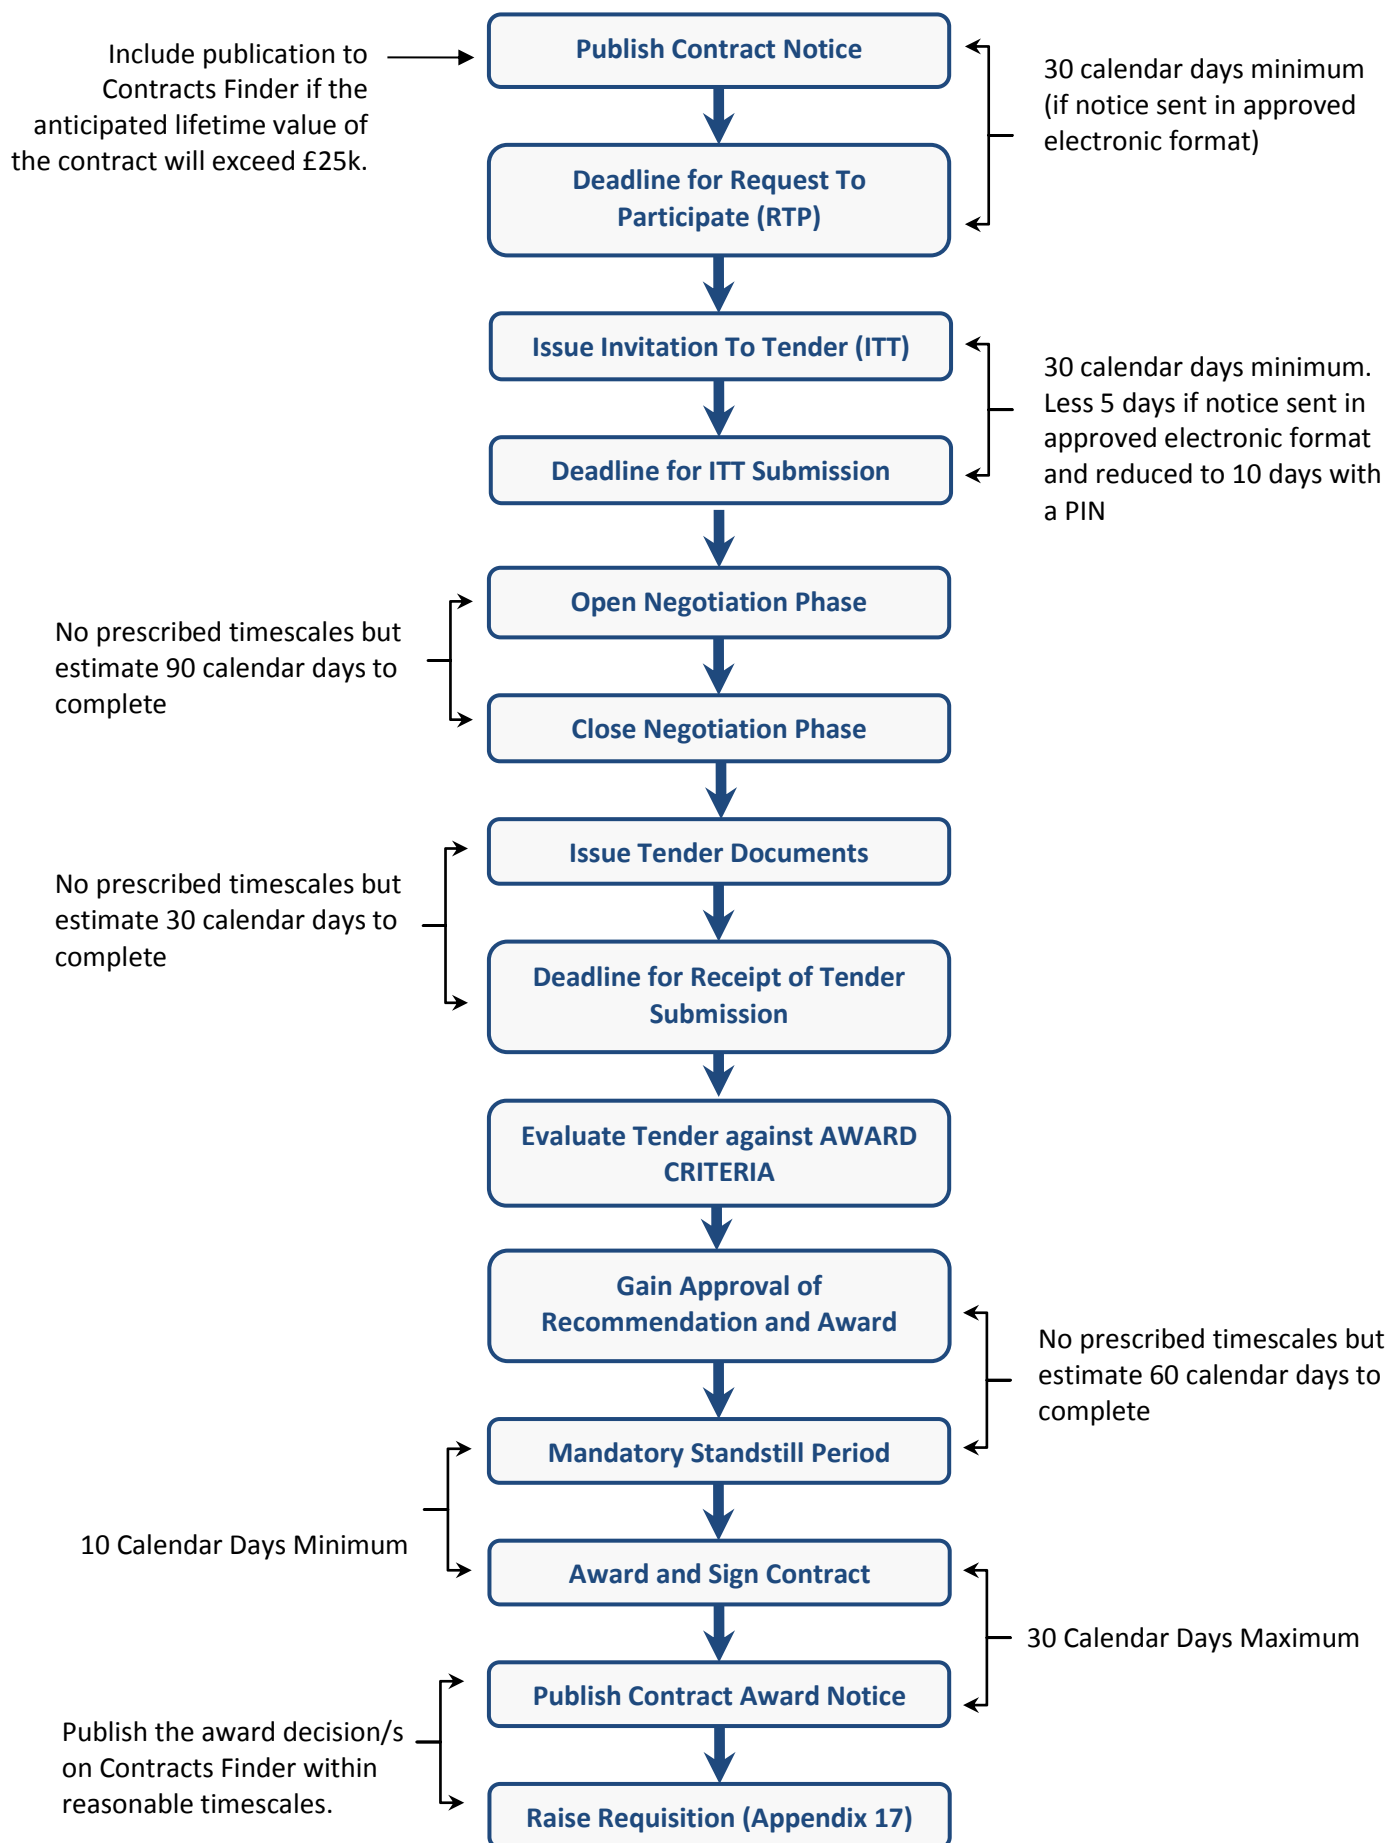 Include publication to
Contracts Finder if the
anticipated lifetime value of
the contract will exceed £25k.
Publish Contract Notice
30 calendar days minimum
(if notice sent in approved
electronic format)
Deadline for Request To
Participate (RTP)
Issue Invitation To Tender (ITT)
30 calendar days minimum.
Less 5 days if notice sent in
approved electronic format
and reduced to 10 days with
a PIN
Deadline for ITT Submission
Open Negotiation Phase
No prescribed timescales but
estimate 90 calendar days to
complete
Close Negotiation Phase
Issue Tender Documents
No prescribed timescales but
estimate 30 calendar days to
complete
Deadline for Receipt of Tender
Submission
Evaluate Tender against AWARD
CRITERIA
Gain Approval of
Recommendation and Award
No prescribed timescales but
estimate 60 calendar days to
complete
Mandatory Standstill Period
10 Calendar Days Minimum
Award and Sign Contract
30 Calendar Days Maximum
Publish Contract Award Notice
Publish the award decision/s
on Contracts Finder within
reasonable timescales.
Raise Requisition (Appendix 17)